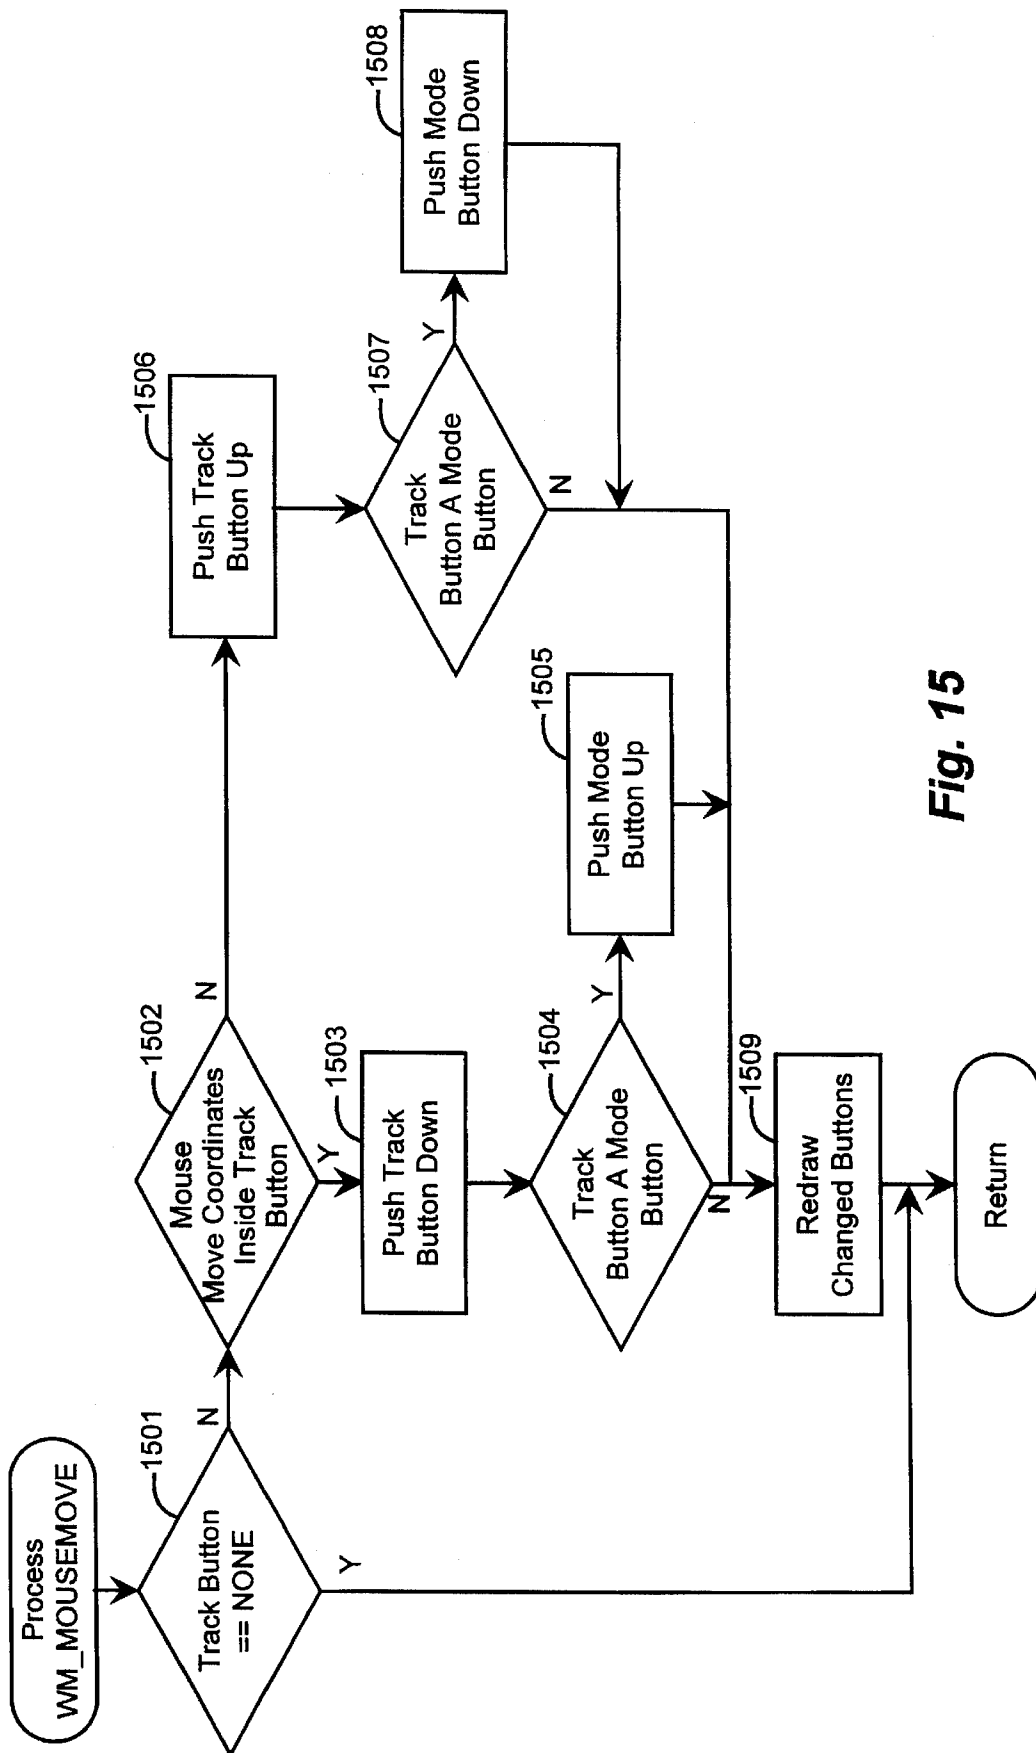 Process
WM_MOUSEMOVE
1501
Track Button
== NONE
N
Y
1502
Mouse
Move Coordinates
Inside Track
Button
N
Y
1503
Push Track
Button Down
1504
Track
Button A Mode
Button
Y
N
1505
Push Mode
Button Up
1506
Push Track
Button Up
1507
Track
Button A Mode
Button
Y
N
1508
Push Mode
Button Down
1509
Redraw
Changed Buttons
Return
Fig. 15